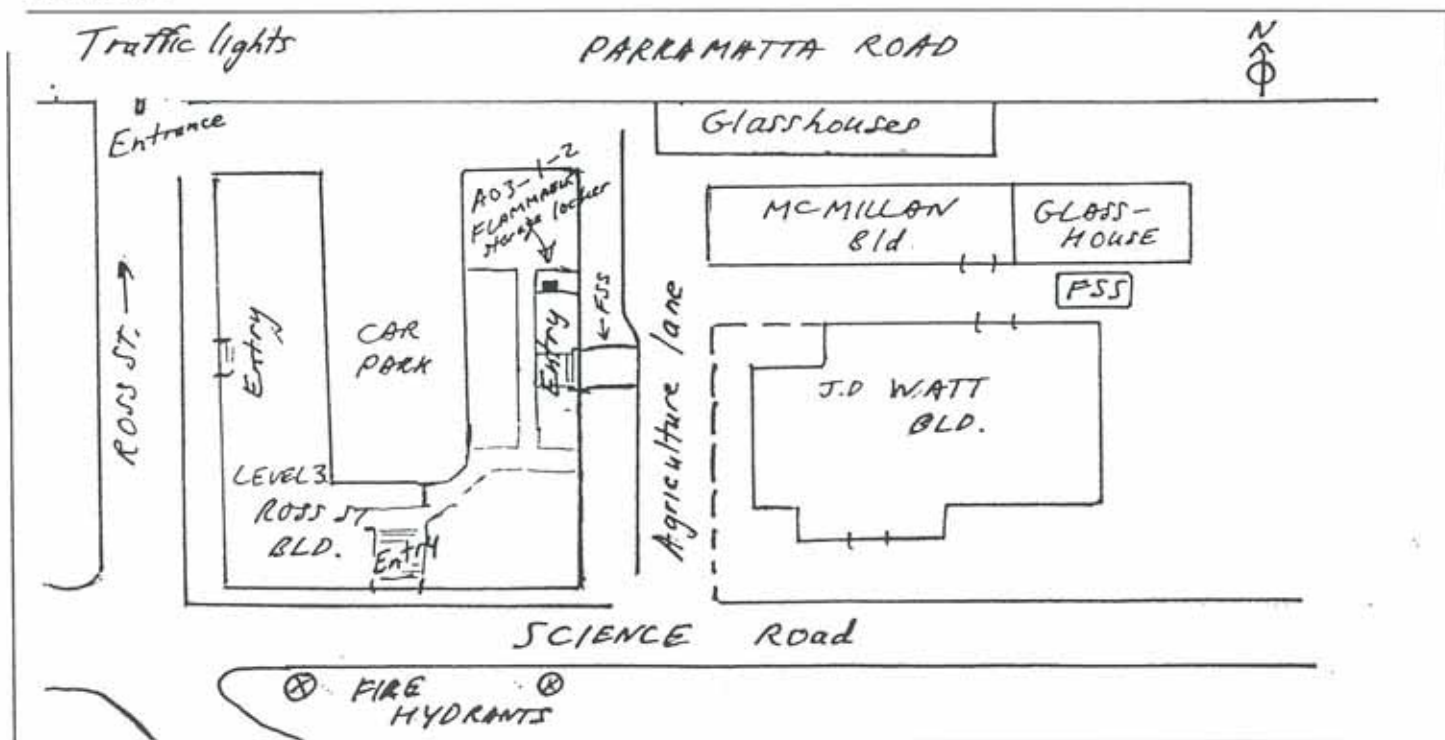 Traffic lights
PARRAMATTA ROAD
N
Entrance
Glasshouses
A03-1-2
FLAMMABLE
storage locker
MCMILLAN
Bld.
GLASS-
HOUSE
FSS
ROSS ST.
Entry
CAR
PARK
Entry
FSS
Agriculture lane
J.D WATT
BLD.
LEVEL 3
ROSS ST
BLD.
Entry
SCIENCE Road
FIRE
HYDRANTS